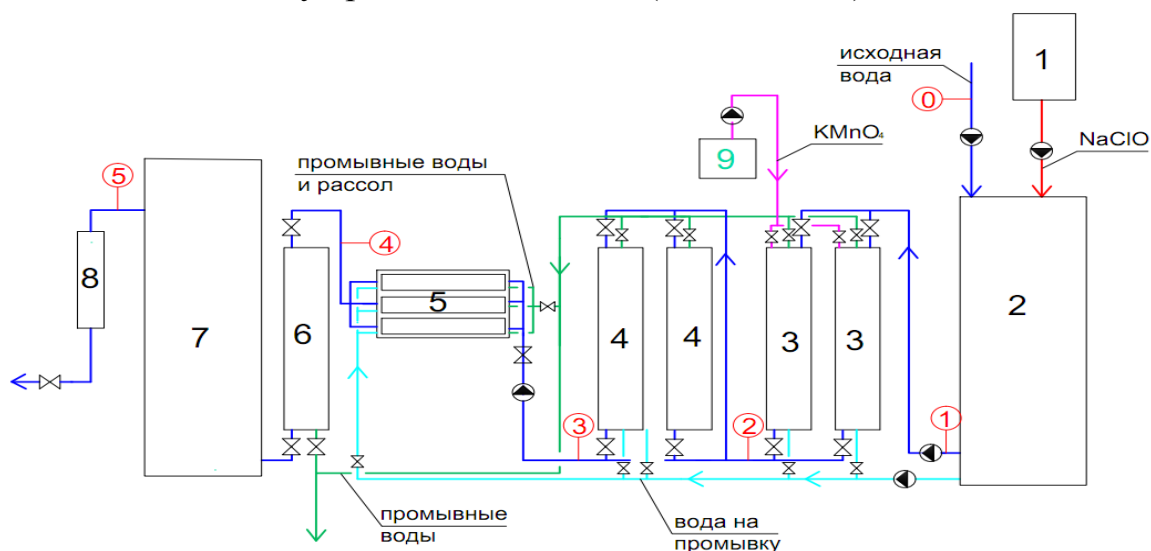 исходная
вода
1
0
KMnO₄
NaClO
9
промывные воды
и рассол
5
4
8
7
6
5
4
4
3
3
2
3
2
1
промывные
воды
вода на
промывку